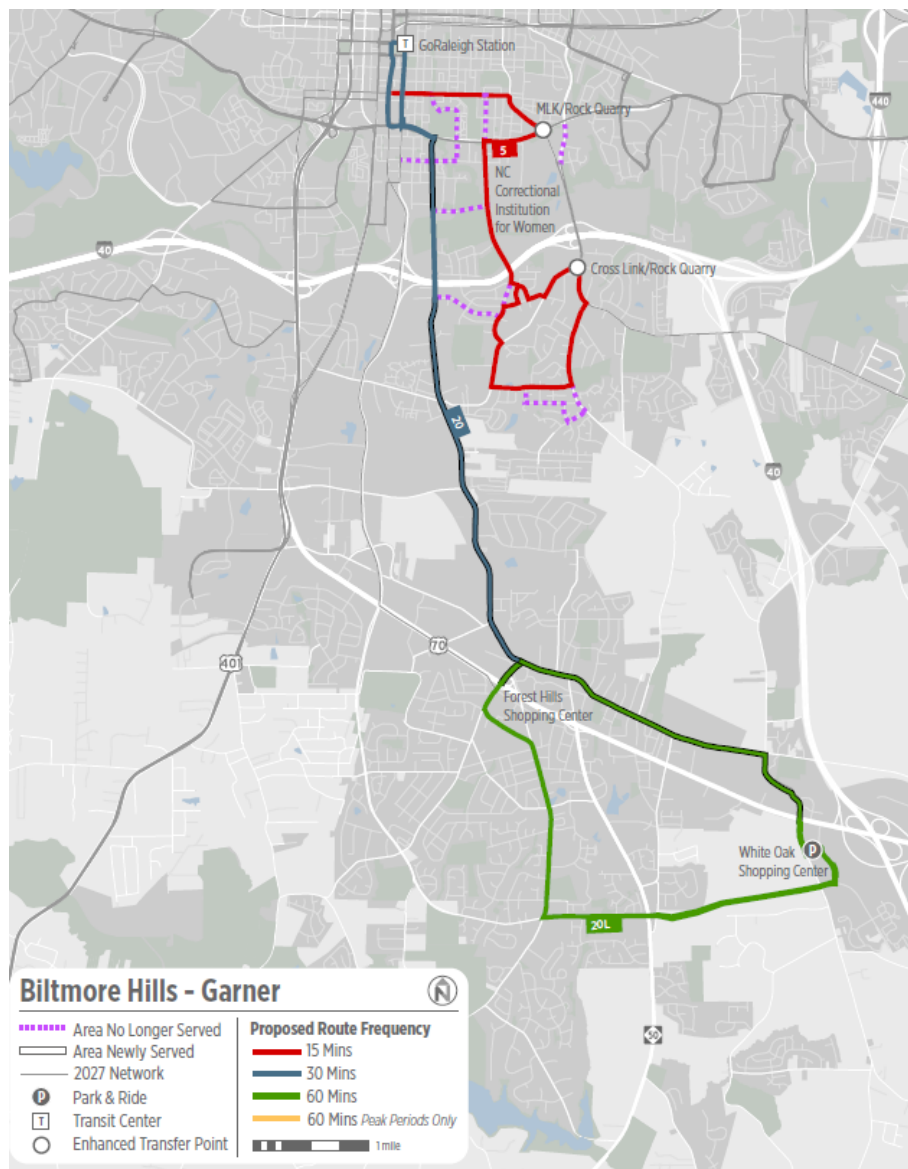 T
GoRaleigh Station
440
MLK/Rock Quarry
5
NC
Correctional
Institution
for Women
40
Cross Link/Rock Quarry
20
40
70
401
Forest Hills
Shopping Center
P
White Oak
Shopping Center
20L
50
Biltmore Hills - Garner
N
Area No Longer Served
Area Newly Served
2027 Network
P
Park & Ride
T
Transit Center
Enhanced Transfer Point
Proposed Route Frequency
15 Mins
30 Mins
60 Mins
60 Mins Peak Periods Only
1 mile